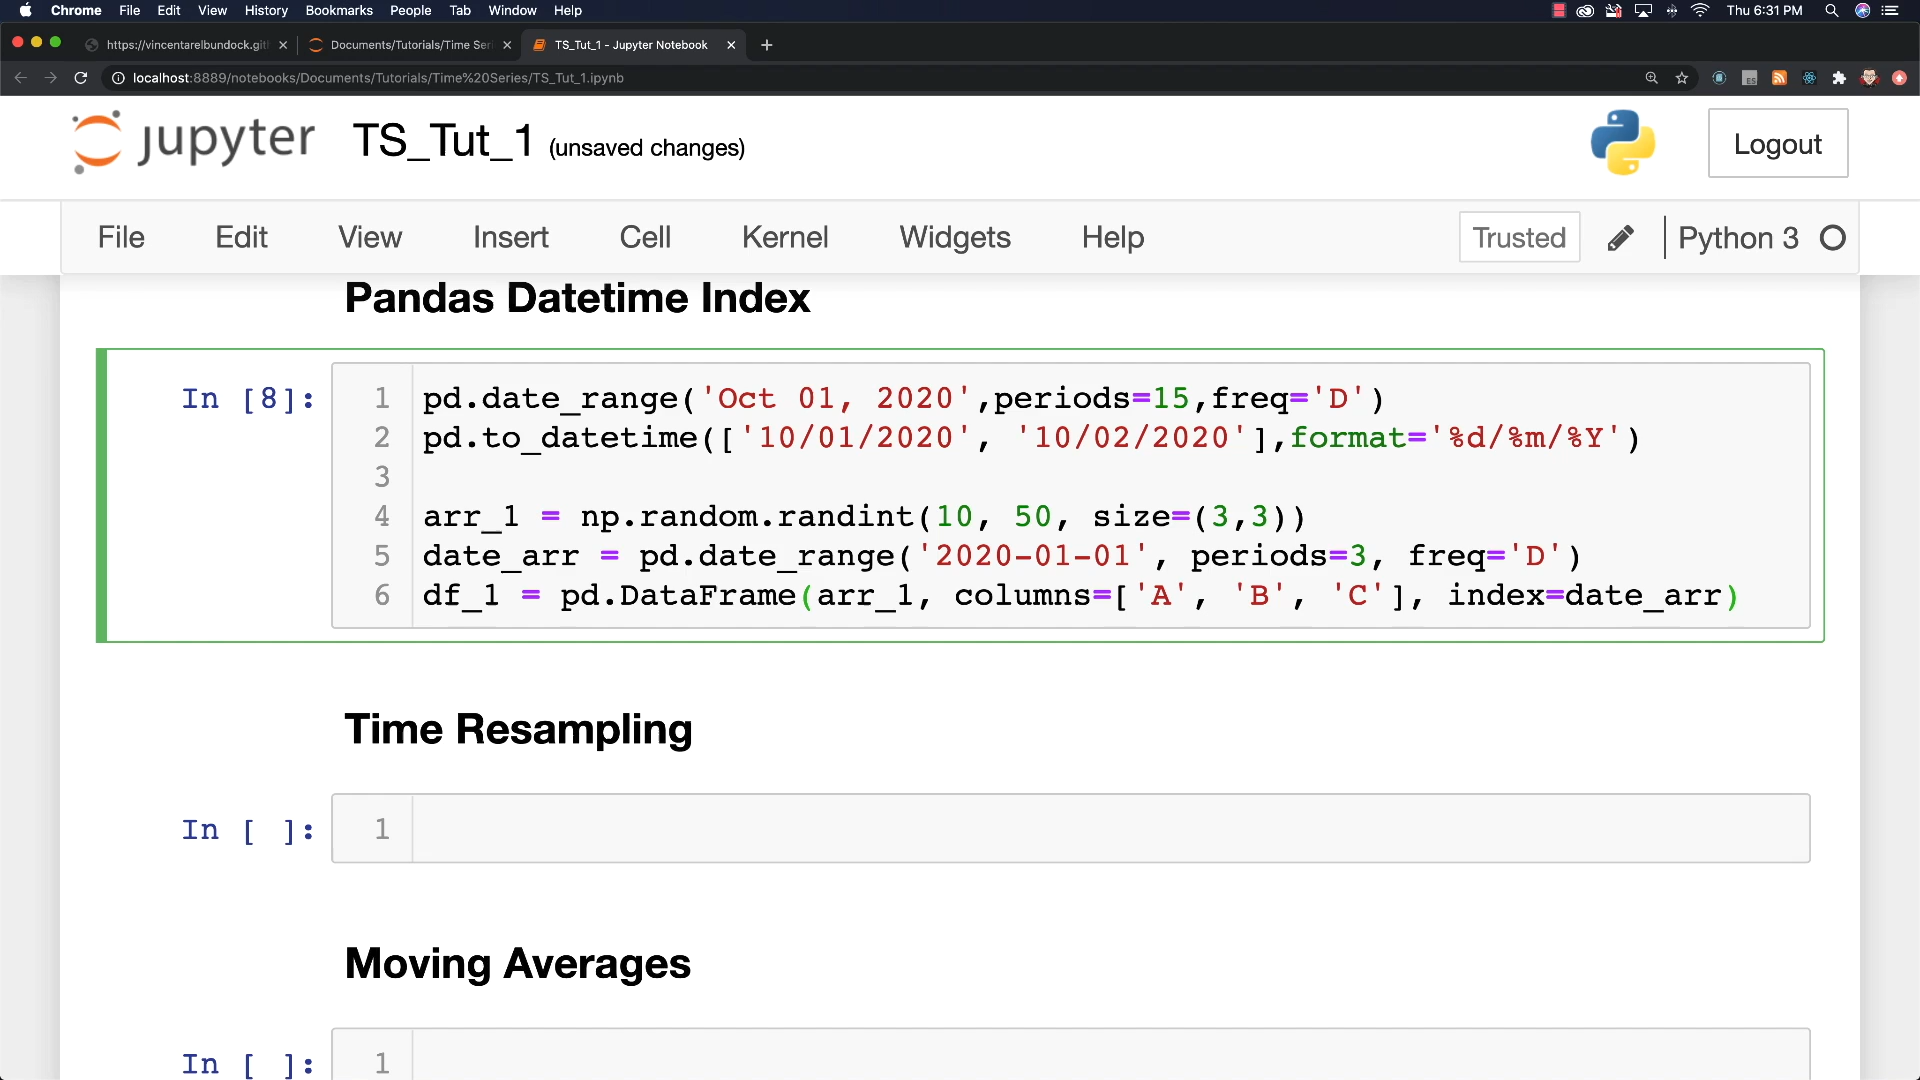 Chrome File Edit View History Bookmarks People Tab Window Help Thu 6:31 PM
https://vincentarelbundock.git Documents/Tutorials/Time Ser TS_Tut_1 - Jupyter Notebook
localhost:8889/notebooks/Documents/Tutorials/Time%20Series/TS_Tut_1.ipynb
jupyter TS_Tut_1 (unsaved changes) Logout
File Edit View Insert Cell Kernel Widgets Help Trusted Python 3
Pandas Datetime Index
In [8]: 1 pd.date_range('Oct 01, 2020',periods=15,freq='D')
2 pd.to_datetime(['10/01/2020', '10/02/2020'],format='%d/%m/%Y')
3
4 arr_1 = np.random.randint(10, 50, size=(3,3))
5 date_arr = pd.date_range('2020-01-01', periods=3, freq='D')
6 df_1 = pd.DataFrame(arr_1, columns=['A', 'B', 'C'], index=date_arr)
Time Resampling
In [ ]: 1
Moving Averages
In [ ]: 1